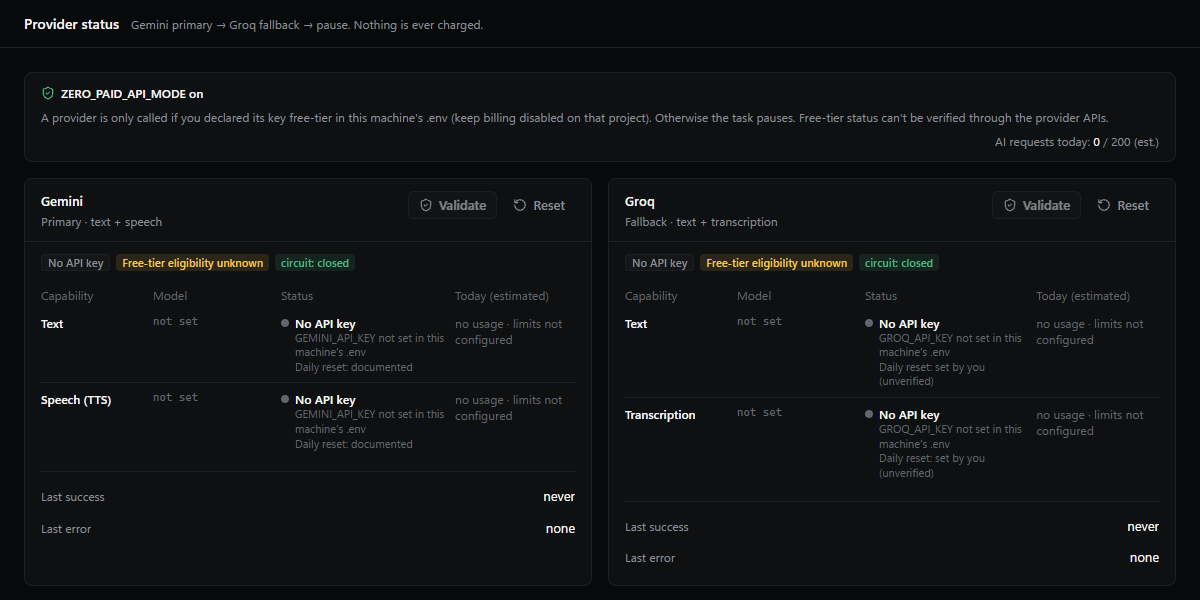 Provider status Gemini primary → Groq fallback → pause. Nothing is ever charged.
ZERO_PAID_API_MODE on
A provider is only called if you declared its key free-tier in this machine's .env (keep billing disabled on that project). Otherwise the task pauses. Free-tier status can't be verified through the provider APIs.
AI requests today: 0 / 200 (est.)
Gemini
Primary · text + speech
Validate Reset
No API key Free-tier eligibility unknown circuit: closed
Capability Model Status Today (estimated)
Text not set No API key no usage · limits not
GEMINI_API_KEY not set in this configured
machine's .env
Daily reset: documented
Speech (TTS) not set No API key no usage · limits not
GEMINI_API_KEY not set in this configured
machine's .env
Daily reset: documented
Last success never
Last error none
Groq
Fallback · text + transcription
Validate Reset
No API key Free-tier eligibility unknown circuit: closed
Capability Model Status Today (estimated)
Text not set No API key no usage · limits not
GROQ_API_KEY not set in this configured
machine's .env
Daily reset: set by you
(unverified)
Transcription not set No API key no usage · limits not
GROQ_API_KEY not set in this configured
machine's .env
Daily reset: set by you
(unverified)
Last success never
Last error none